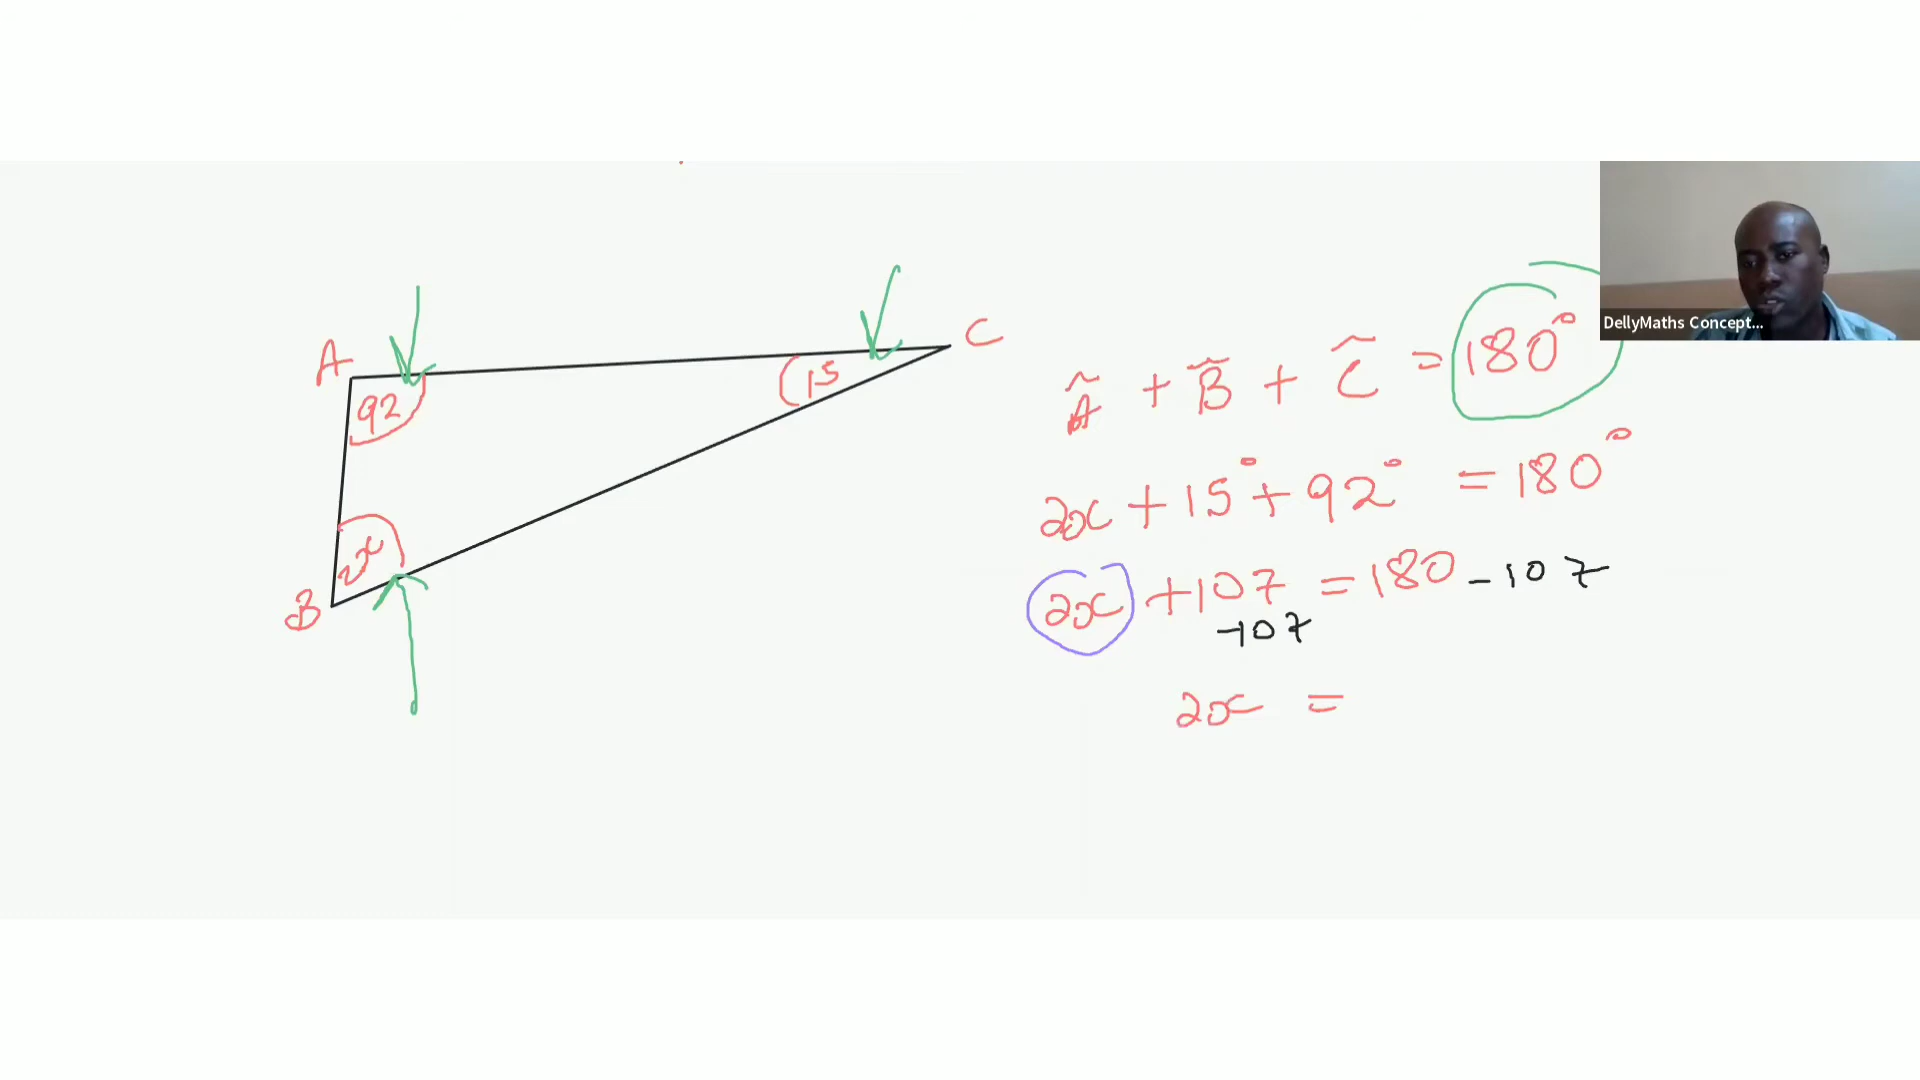 A
92
15
C
2x
B
Â + B̂ + Ĉ = 180°
2x + 15° + 92° = 180°
2x + 107 = 180 - 107
-107
2x =
DellyMaths Concept...